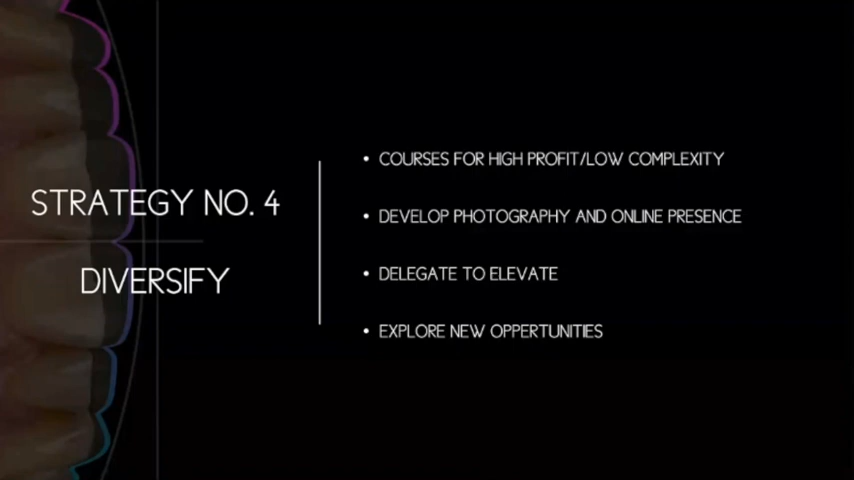 STRATEGY NO. 4
DIVERSIFY
• COURSES FOR HIGH PROFIT/LOW COMPLEXITY
• DEVELOP PHOTOGRAPHY AND ONLINE PRESENCE
• DELEGATE TO ELEVATE
• EXPLORE NEW OPPERTUNITIES